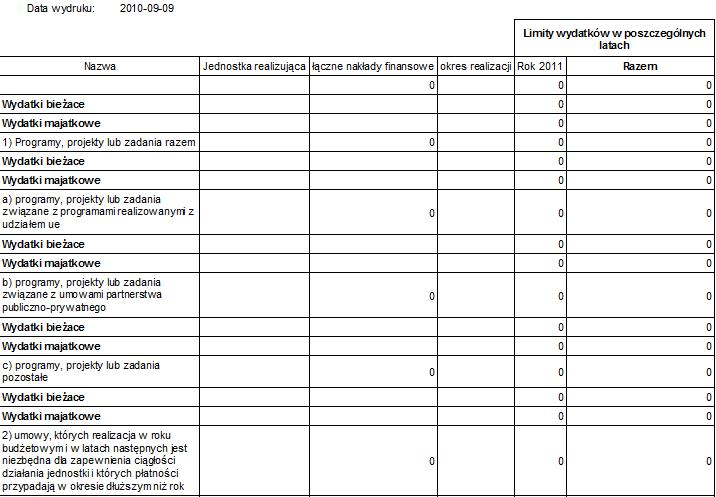 Data wydruku: 2010-09-09
Limity wydatków w poszczególnych
latach
Nazwa Jednostka realizująca łączne nakłady finansowe okres realizacji Rok 2011 Razem
0 0 0
Wydatki bieżace 0 0
Wydatki majatkowe 0 0
1) Programy, projekty lub zadania razem 0 0 0
Wydatki bieżace 0 0
Wydatki majatkowe 0 0
a) programy, projekty lub zadania
związane z programami realizowanymi z
udziałem ue
0 0 0
Wydatki bieżace 0 0
Wydatki majatkowe 0 0
b) programy, projekty lub zadania
związane z umowami partnerstwa
publiczno-prywatnego
0 0 0
Wydatki bieżace 0 0
Wydatki majatkowe 0 0
c) programy, projekty lub zadania
pozostałe
0 0 0
Wydatki bieżace 0 0
Wydatki majatkowe 0 0
2) umowy, których realizacja w roku
budżetowym i w latach następnych jest
niezbędna dla zapewnienia ciągłości
działania jednostki i których płatności
przypadają w okresie dłuższym niż rok
0 0 0